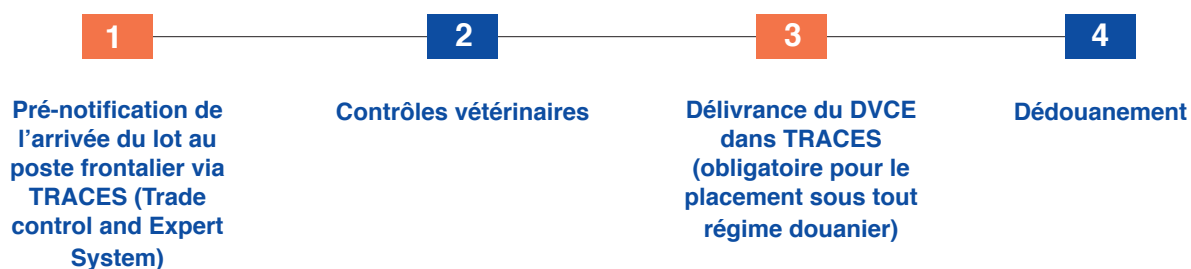 1
Pré-notification de
l’arrivée du lot au
poste frontalier via
TRACES (Trade
control and Expert
System)
2
Contrôles vétérinaires
3
Délivrance du DVCE
dans TRACES
(obligatoire pour le
placement sous tout
régime douanier)
4
Dédouanement